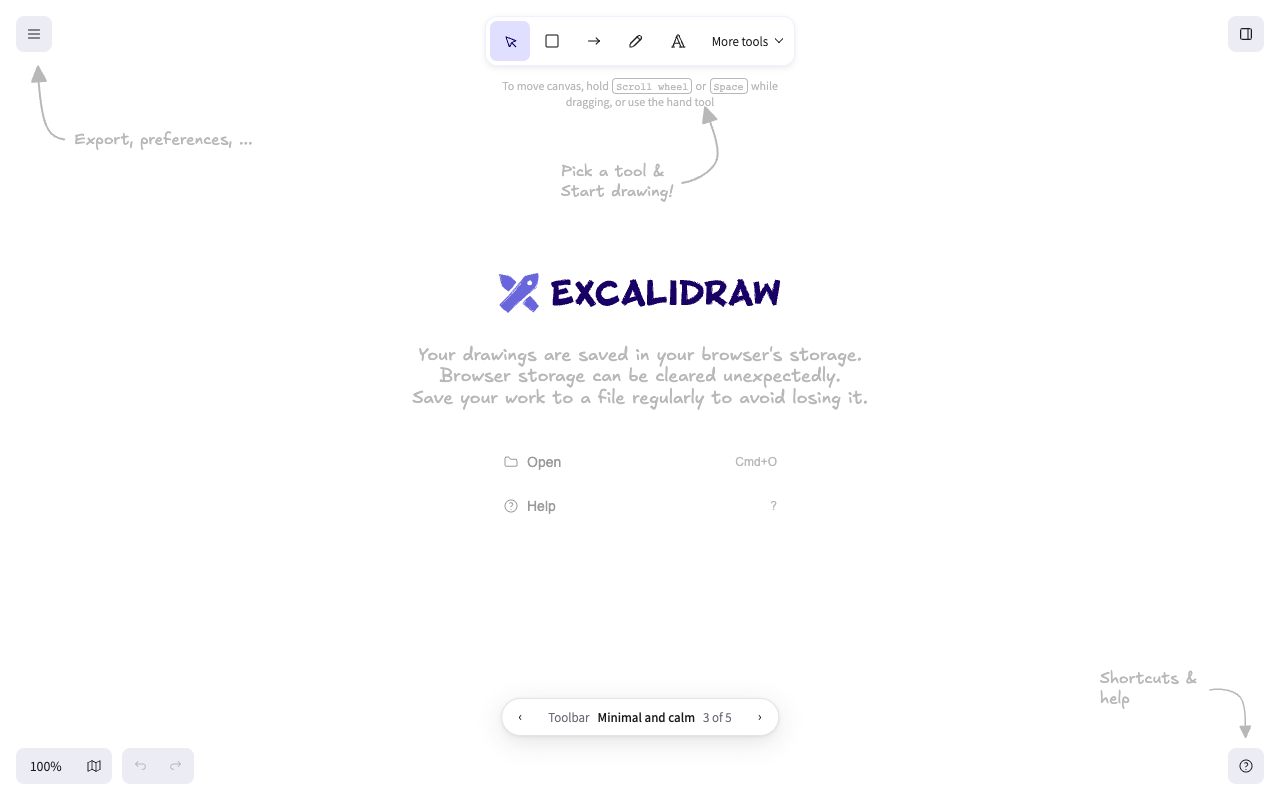 More tools
To move canvas, hold Scroll wheel or Space while
dragging, or use the hand tool
Export, preferences, ...
Pick a tool &
Start drawing!
EXCALIDRAW
Your drawings are saved in your browser's storage.
Browser storage can be cleared unexpectedly.
Save your work to a file regularly to avoid losing it.
Open Cmd+O
Help ?
Shortcuts &
help
‹ Toolbar Minimal and calm 3 of 5 ›
100%